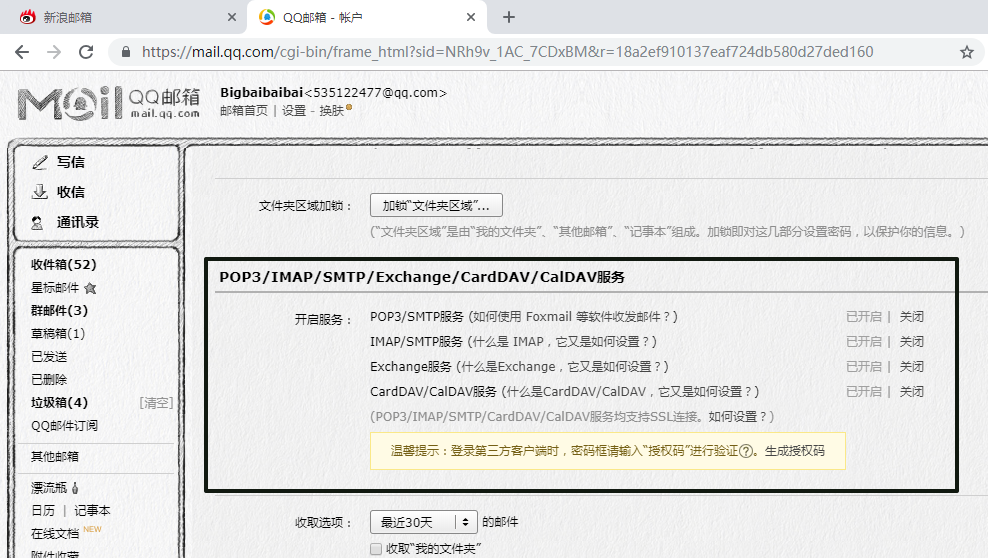 新浪邮箱
QQ邮箱 - 帐户
https://mail.qq.com/cgi-bin/frame_html?sid=NRh9v_1AC_7CDxBM&r=18a2ef910137eaf724db580d27ded160
Mail QQ邮箱
mail.qq.com
Bigbaibaibai<535122477@qq.com>
邮箱首页 | 设置 - 换肤
写信
收信
通讯录
收件箱(52)
星标邮件
群邮件(3)
草稿箱(1)
已发送
已删除
垃圾箱(4) [清空]
QQ邮件订阅
其他邮箱
漂流瓶
日历 | 记事本
在线文档 NEW
附件收藏
文件夹区域加锁： 加锁“文件夹区域”...
(“文件夹区域”是由“我的文件夹”、“其他邮箱”、“记事本”组成。加锁即对这几部分设置密码，以保护你的信息。)
POP3/IMAP/SMTP/Exchange/CardDAV/CalDAV服务
开启服务： POP3/SMTP服务 (如何使用 Foxmail 等软件收发邮件？) 已开启 | 关闭
IMAP/SMTP服务 (什么是 IMAP，它又是如何设置？) 已开启 | 关闭
Exchange服务 (什么是Exchange，它又是如何设置？) 已开启 | 关闭
CardDAV/CalDAV服务 (什么是CardDAV/CalDAV，它又是如何设置？) 已开启 | 关闭
(POP3/IMAP/SMTP/CardDAV/CalDAV服务均支持SSL连接。如何设置？)
温馨提示：登录第三方客户端时，密码框请输入“授权码”进行验证?。生成授权码
收取选项： 最近30天 的邮件
收取“我的文件夹”